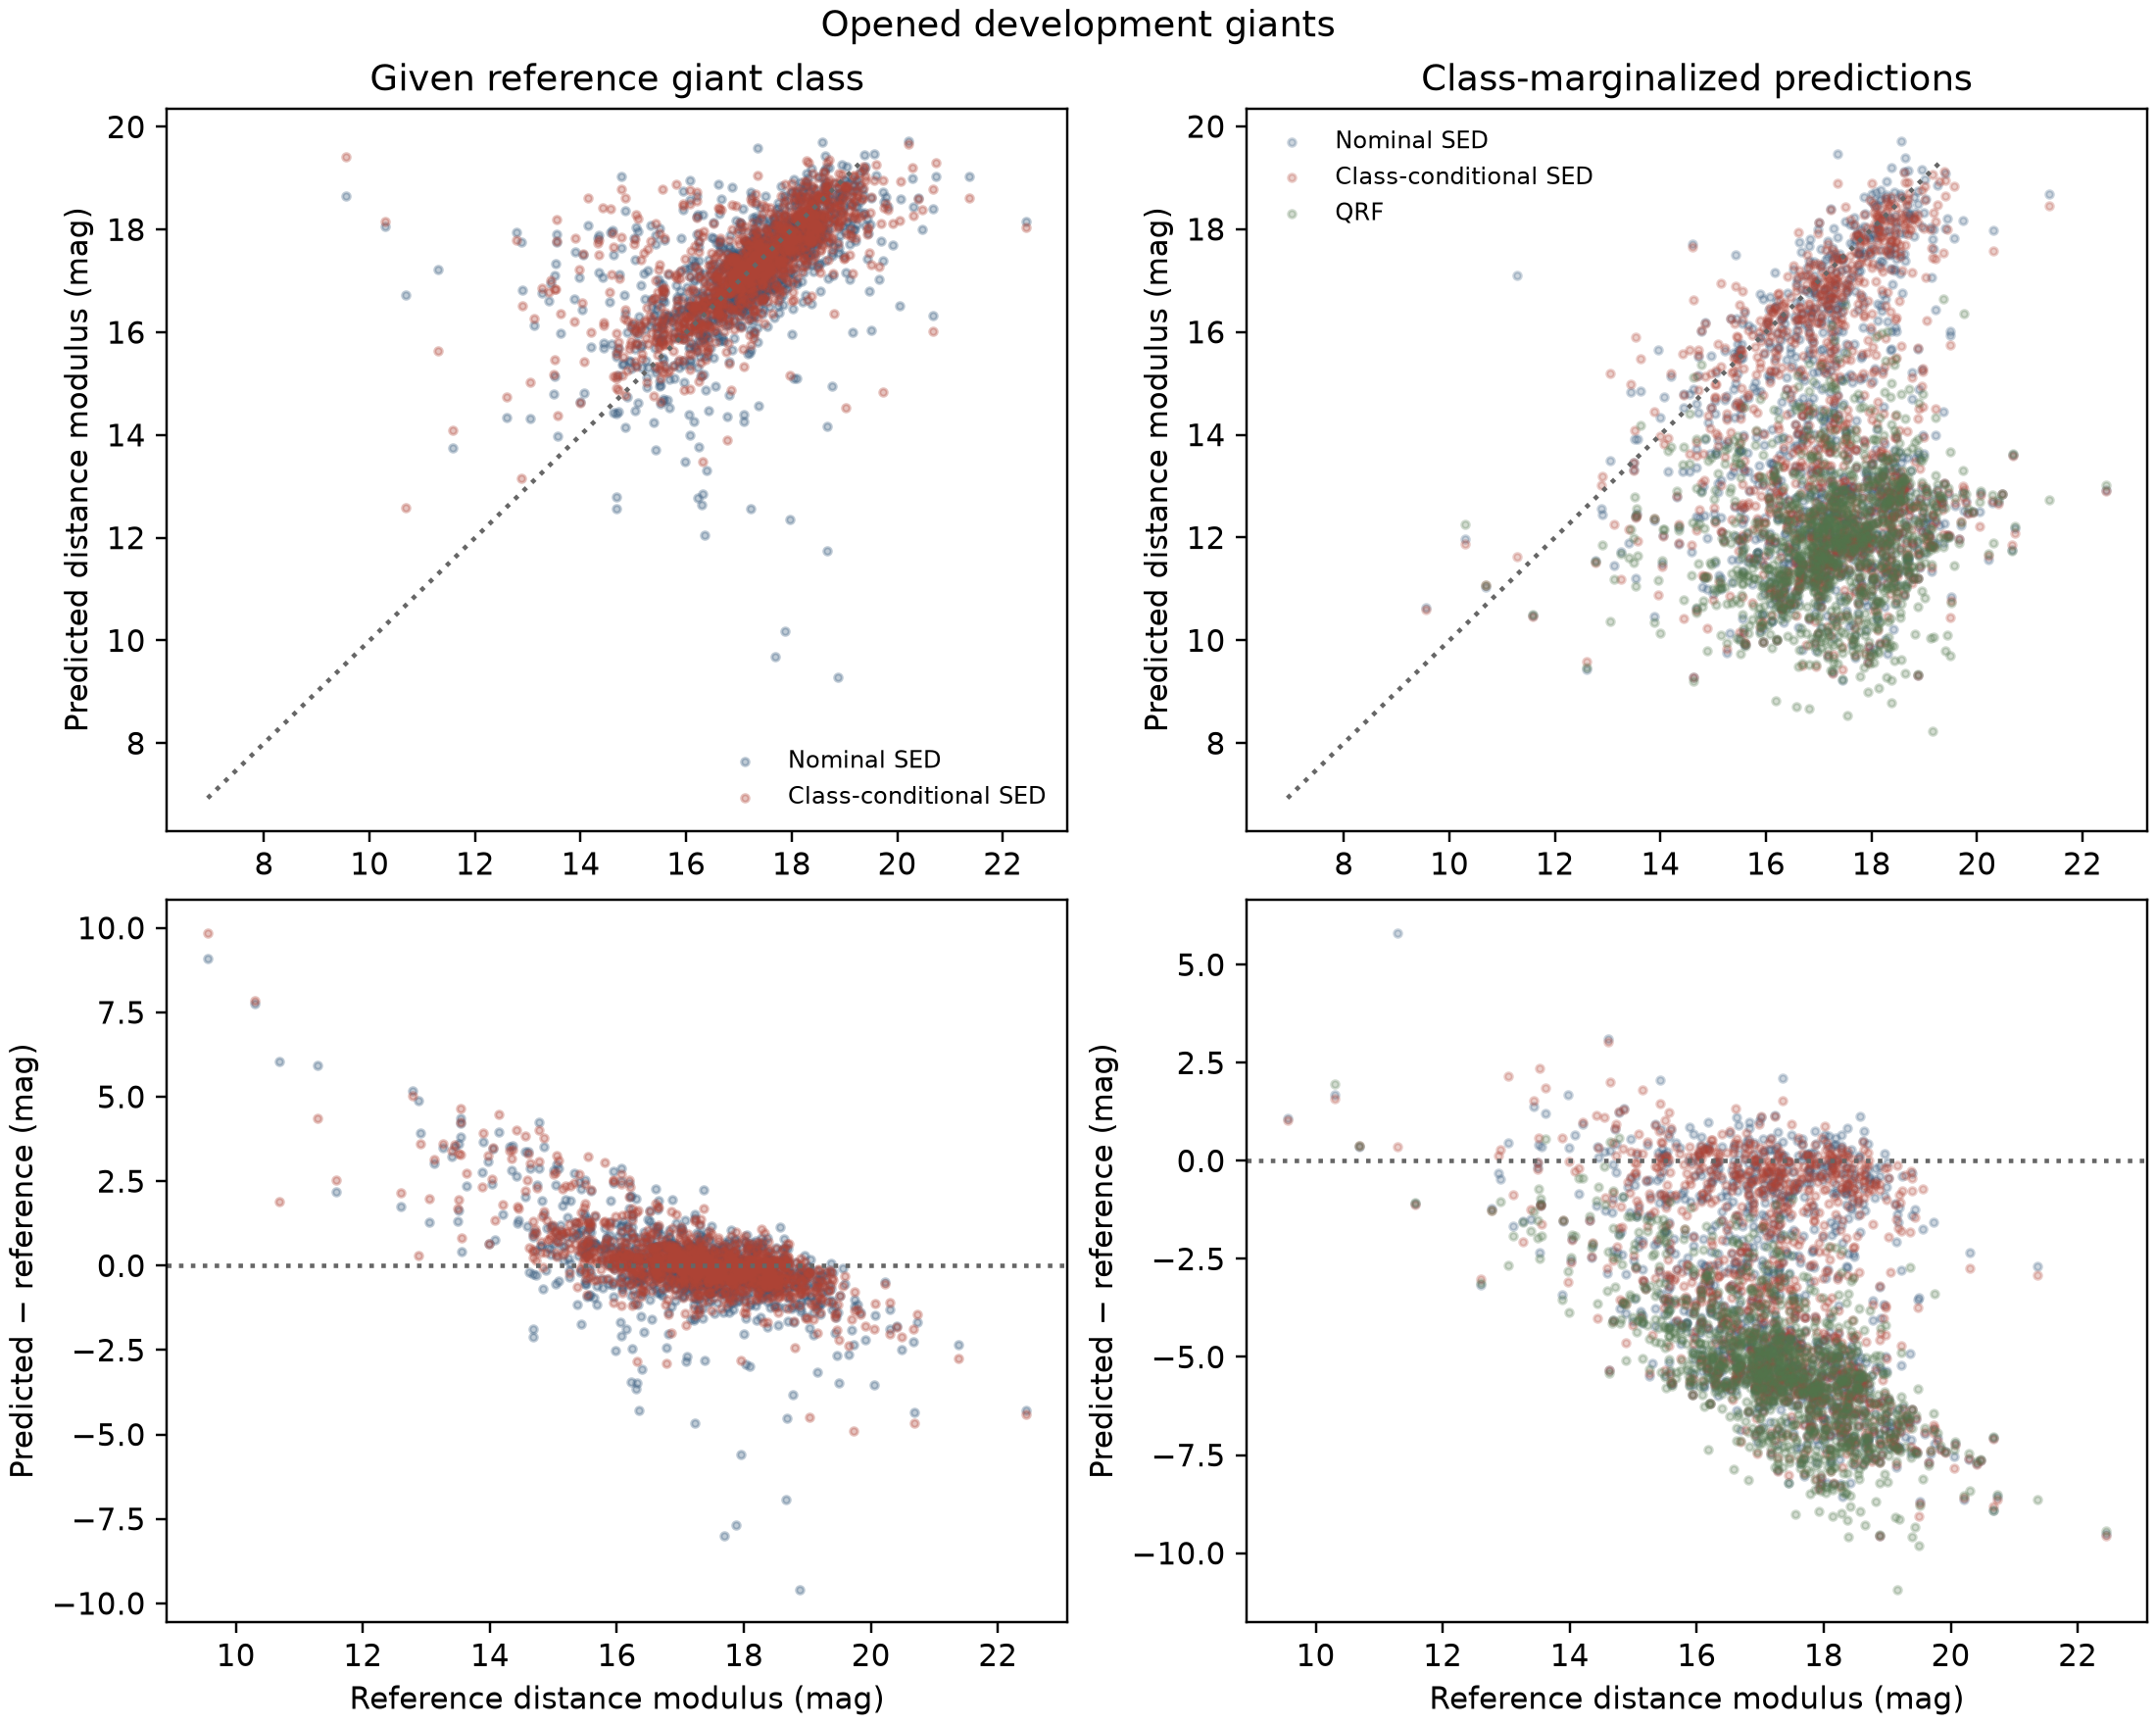 Opened development giants
Given reference giant class
Class-marginalized predictions
Predicted distance modulus (mag)
20
18
16
14
12
10
8
8 10 12 14 16 18 20 22
Nominal SED
Class-conditional SED
Predicted distance modulus (mag)
20
18
16
14
12
10
8
8 10 12 14 16 18 20 22
Nominal SED
Class-conditional SED
QRF
Predicted − reference (mag)
10.0
7.5
5.0
2.5
0.0
−2.5
−5.0
−7.5
−10.0
10 12 14 16 18 20 22
Reference distance modulus (mag)
Predicted − reference (mag)
5.0
2.5
0.0
−2.5
−5.0
−7.5
−10.0
10 12 14 16 18 20 22
Reference distance modulus (mag)